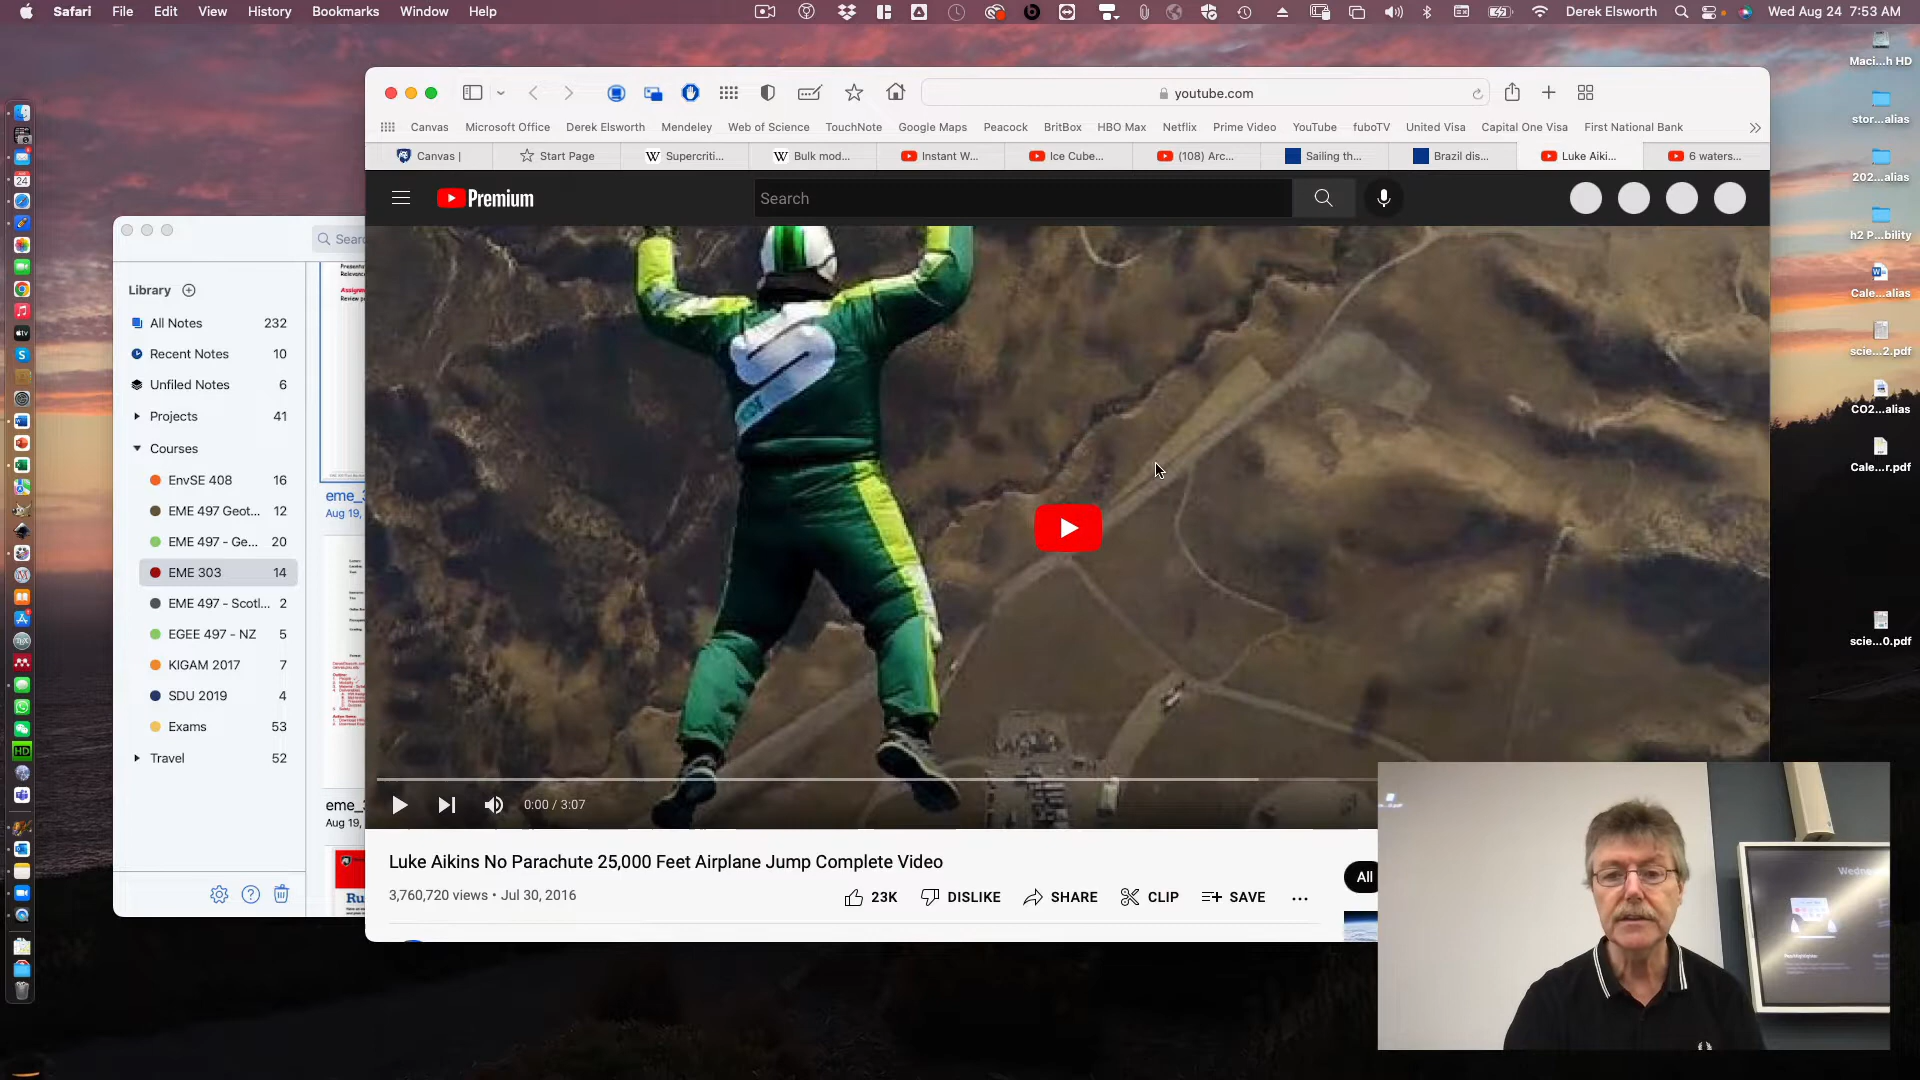 Safari File Edit View History Bookmarks Window Help
Derek Elsworth Wed Aug 24 7:53 AM
youtube.com
Canvas Microsoft Office Derek Elsworth Mendeley Web of Science TouchNote Google Maps Peacock BritBox HBO Max Netflix Prime Video YouTube fuboTV United Visa Capital One Visa First National Bank
Canvas | Start Page Supercriti... Bulk mod... Instant W... Ice Cube... (108) Arc... Sailing th... Brazil dis... Luke Aiki... 6 waters...
Premium
Search
Library
All Notes 232
Recent Notes 10
Unfiled Notes 6
Projects 41
Courses
EnvSE 408 16
EME 497 Geot... 12
EME 497 - Ge... 20
EME 303 14
EME 497 - Scotl... 2
EGEE 497 - NZ 5
KIGAM 2017 7
SDU 2019 4
Exams 53
Travel 52
Sear
eme_3
Aug 19,
eme_3
Aug 19,
Ru
0:00 / 3:07
Luke Aikins No Parachute 25,000 Feet Airplane Jump Complete Video
3,760,720 views • Jul 30, 2016
23K DISLIKE SHARE CLIP SAVE ...
All
Maci...h HD
stor...alias
202...alias
h2 P...bility
Cale...alias
scie...2.pdf
CO2...alias
Cale...r.pdf
scie...0.pdf
24
HD
Wedne